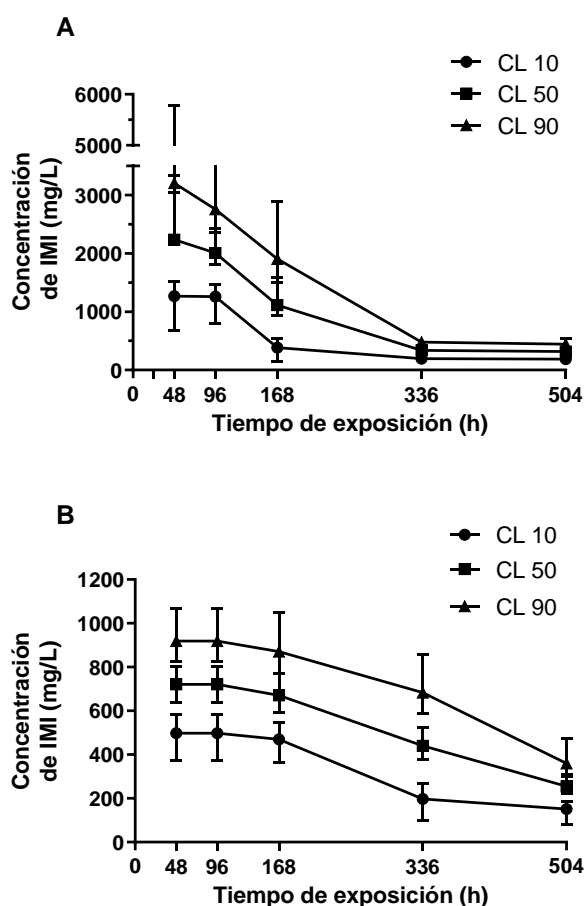 A
CL 10
CL 50
CL 90
6000
5000
3000
2000
1000
0
Concentración
de IMI (mg/L)
0 48 96 168 336 504
Tiempo de exposición (h)
B
CL 10
CL 50
CL 90
1200
1000
800
600
400
200
0
Concentración
de IMI (mg/L)
0 48 96 168 336 504
Tiempo de exposición (h)